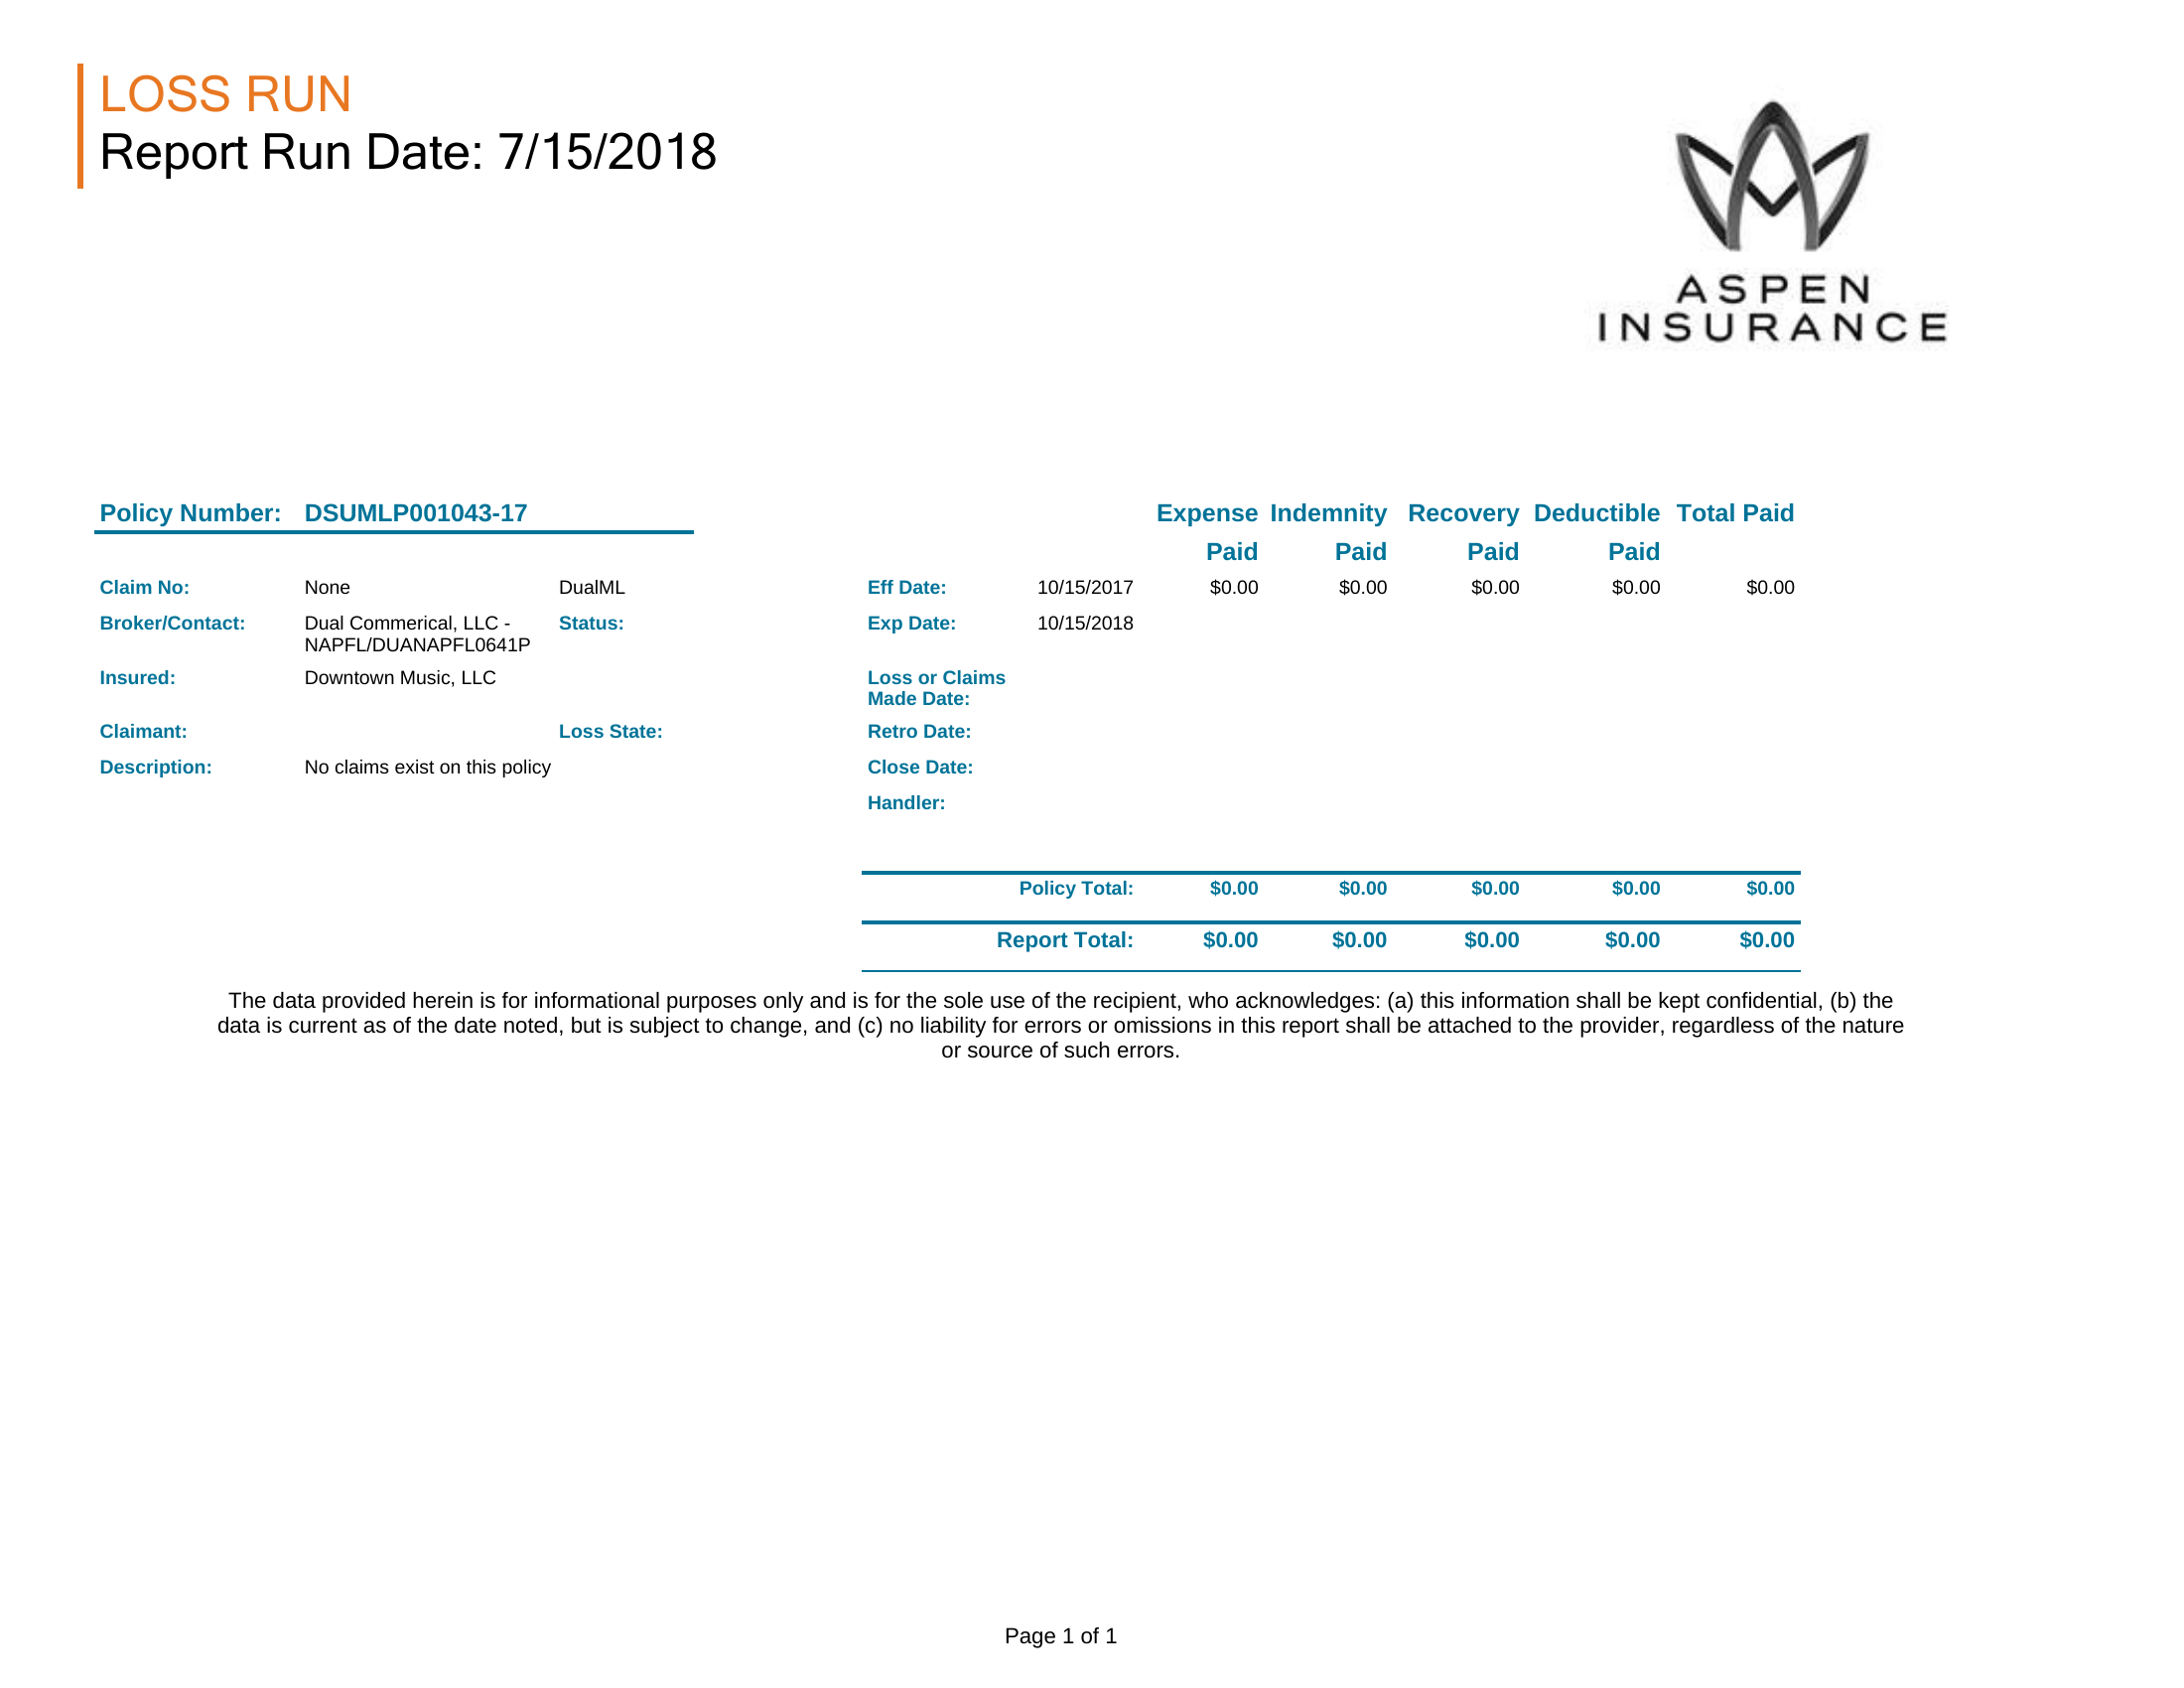 LOSS RUN
Report Run Date: 7/15/2018
ASPEN
INSURANCE
Policy Number: DSUMLP001043-17
Expense Indemnity Recovery Deductible Total Paid
Paid Paid Paid Paid
Claim No: None DualML Eff Date: 10/15/2017 $0.00 $0.00 $0.00 $0.00 $0.00
Broker/Contact: Dual Commerical, LLC - Status: Exp Date: 10/15/2018
NAPFL/DUANAPFL0641P
Insured: Downtown Music, LLC Loss or Claims
Made Date:
Claimant: Loss State: Retro Date:
Description: No claims exist on this policy Close Date:
Handler:
Policy Total: $0.00 $0.00 $0.00 $0.00 $0.00
Report Total: $0.00 $0.00 $0.00 $0.00 $0.00
The data provided herein is for informational purposes only and is for the sole use of the recipient, who acknowledges: (a) this information shall be kept confidential, (b) the
data is current as of the date noted, but is subject to change, and (c) no liability for errors or omissions in this report shall be attached to the provider, regardless of the nature
or source of such errors.
Page 1 of 1